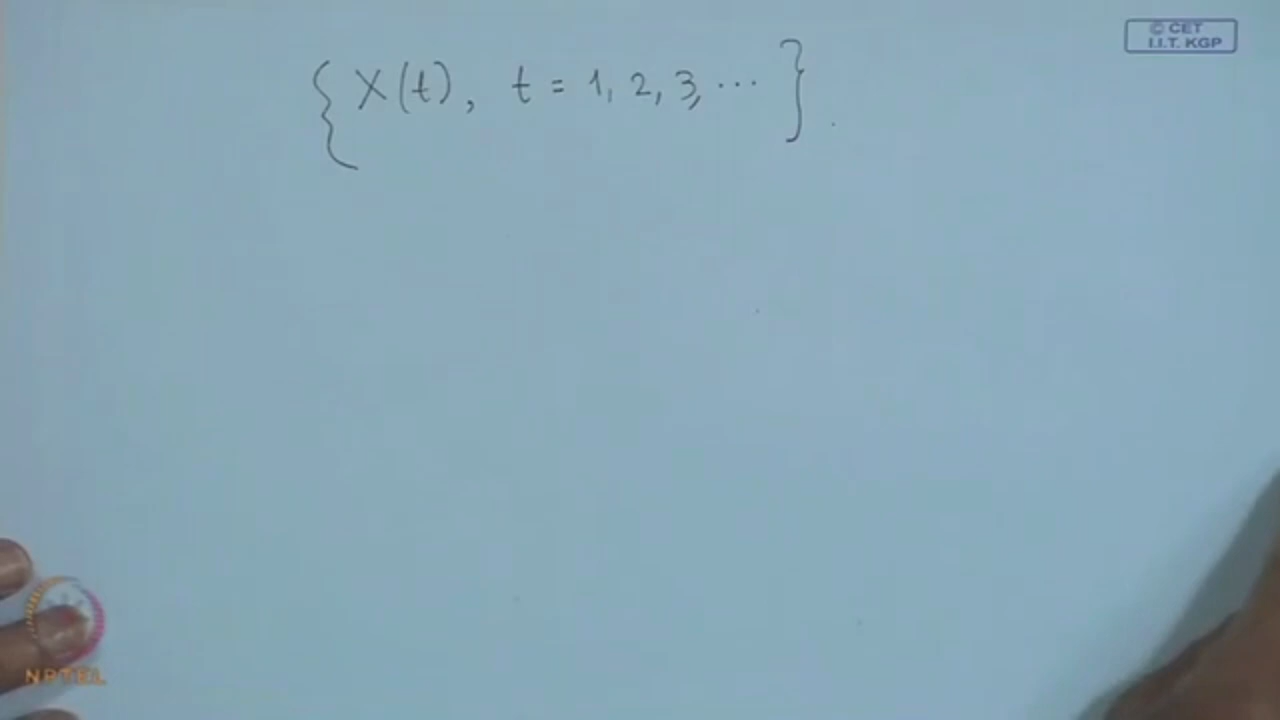 { X(t), t = 1, 2, 3, ... }.
© CET
I.I.T. KGP
NPTEL